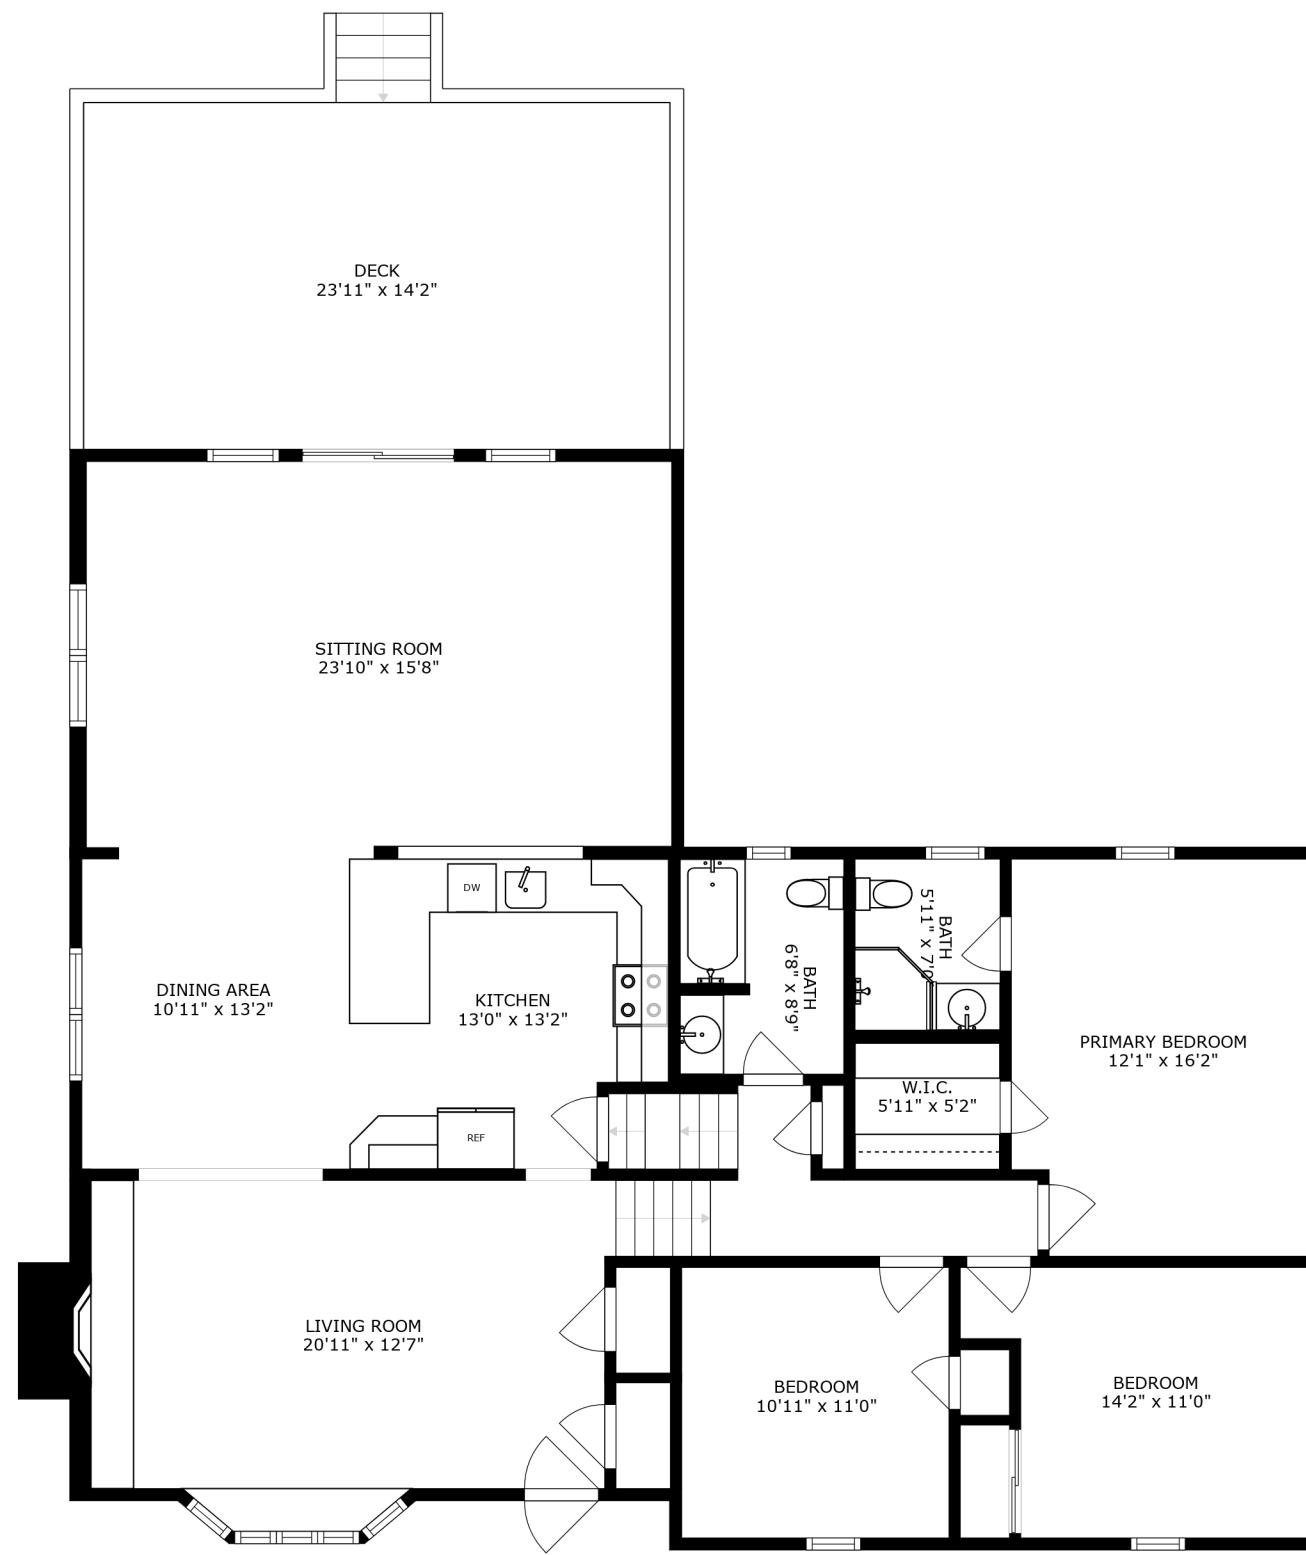 DECK
23'11" x 14'2"
SITTING ROOM
23'10" x 15'8"
DW
BATH
5'11" x 7'0
BATH
6'8" x 8'9"
DINING AREA
10'11" x 13'2"
KITCHEN
13'0" x 13'2"
PRIMARY BEDROOM
12'1" x 16'2"
W.I.C.
5'11" x 5'2"
REF
LIVING ROOM
20'11" x 12'7"
BEDROOM
10'11" x 11'0"
BEDROOM
14'2" x 11'0"